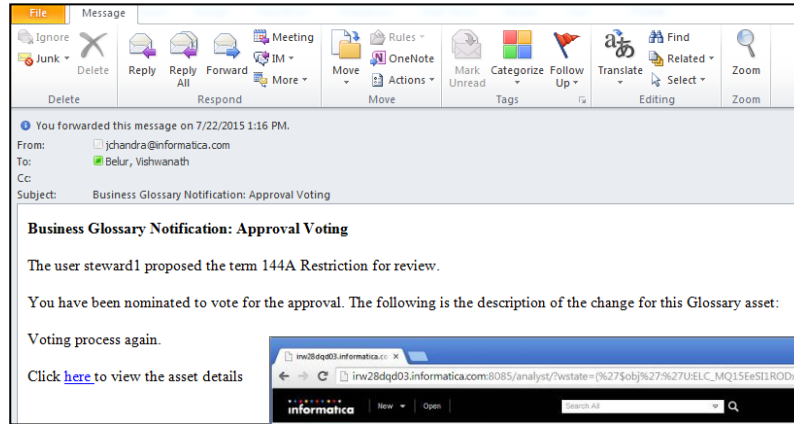 File Message
Ignore
Junk
Delete
Reply
Reply All
Forward
Meeting
IM
More
Move
Rules
OneNote
Actions
Mark Unread
Categorize
Follow Up
Translate
Find
Related
Select
Zoom
Delete Respond Move Tags Editing Zoom
You forwarded this message on 7/22/2015 1:16 PM.
From: jchandra@informatica.com
To: Belur, Vishwanath
Cc:
Subject: Business Glossary Notification: Approval Voting
Business Glossary Notification: Approval Voting
The user steward1 proposed the term 144A Restriction for review.
You have been nominated to vote for the approval. The following is the description of the change for this Glossary asset:
Voting process again.
Click here to view the asset details
irw28dqd03.informatica.cc
irw28dqd03.informatica.com:8085/analyst/?wstate=(%27$obj%27:%27U:ELC_MQ15EeSI1ROD
informatica New Open Search All